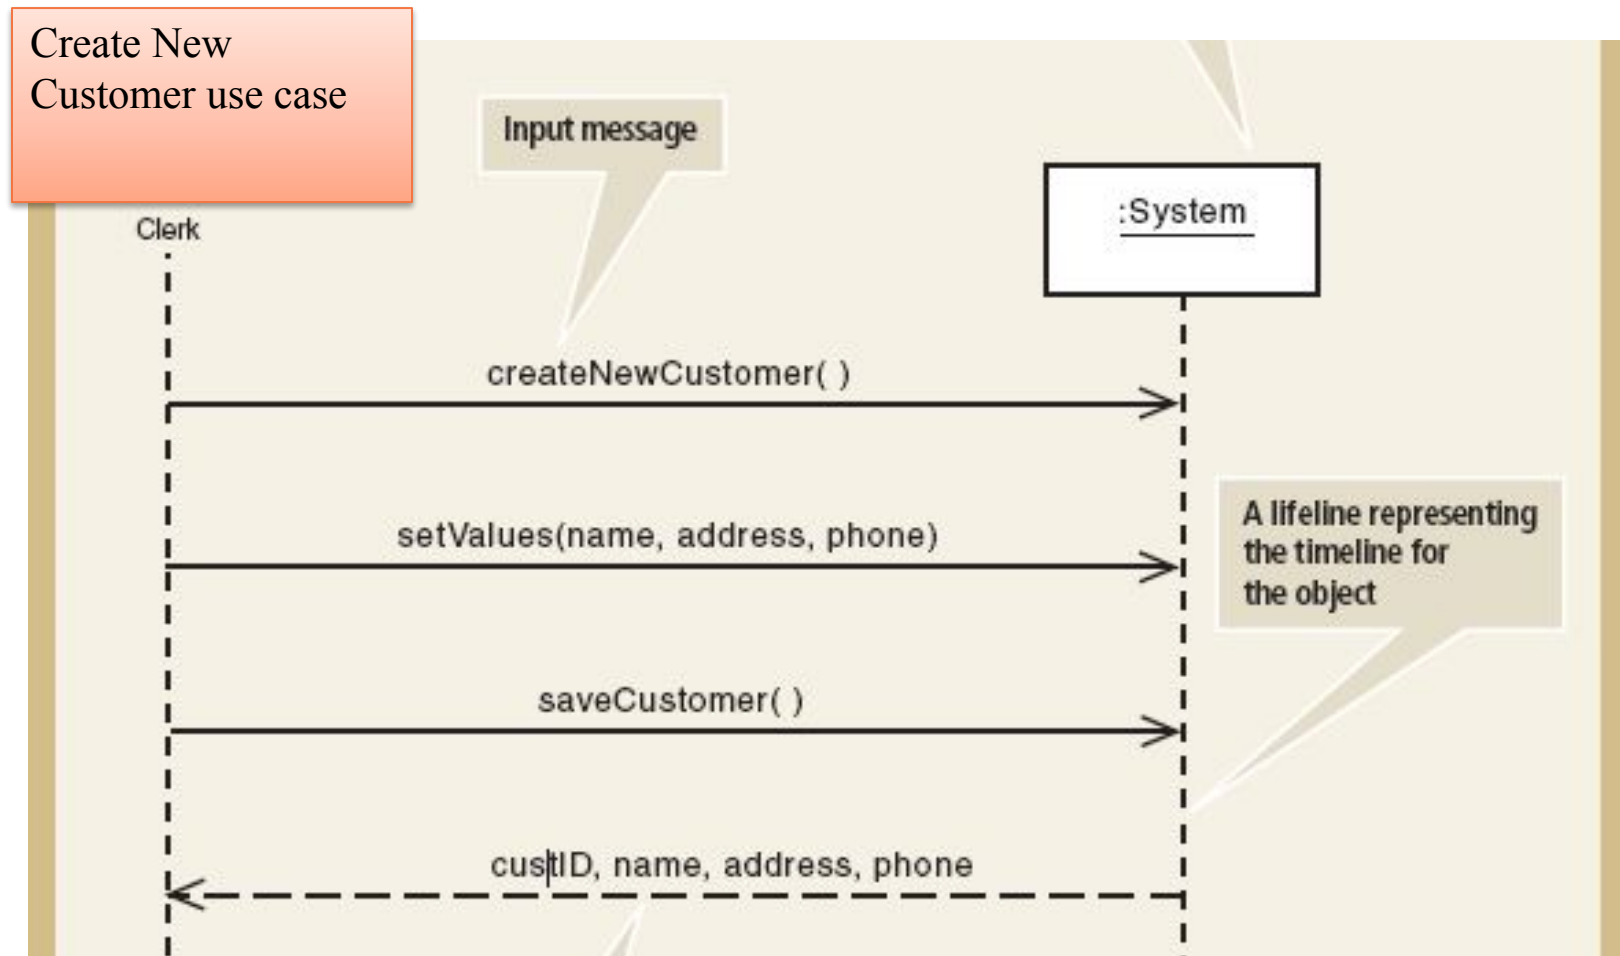 Create New
Customer use case
Input message
:System
Clerk
createNewCustomer( )
setValues(name, address, phone)
A lifeline representing
the timeline for
the object
saveCustomer( )
custID, name, address, phone